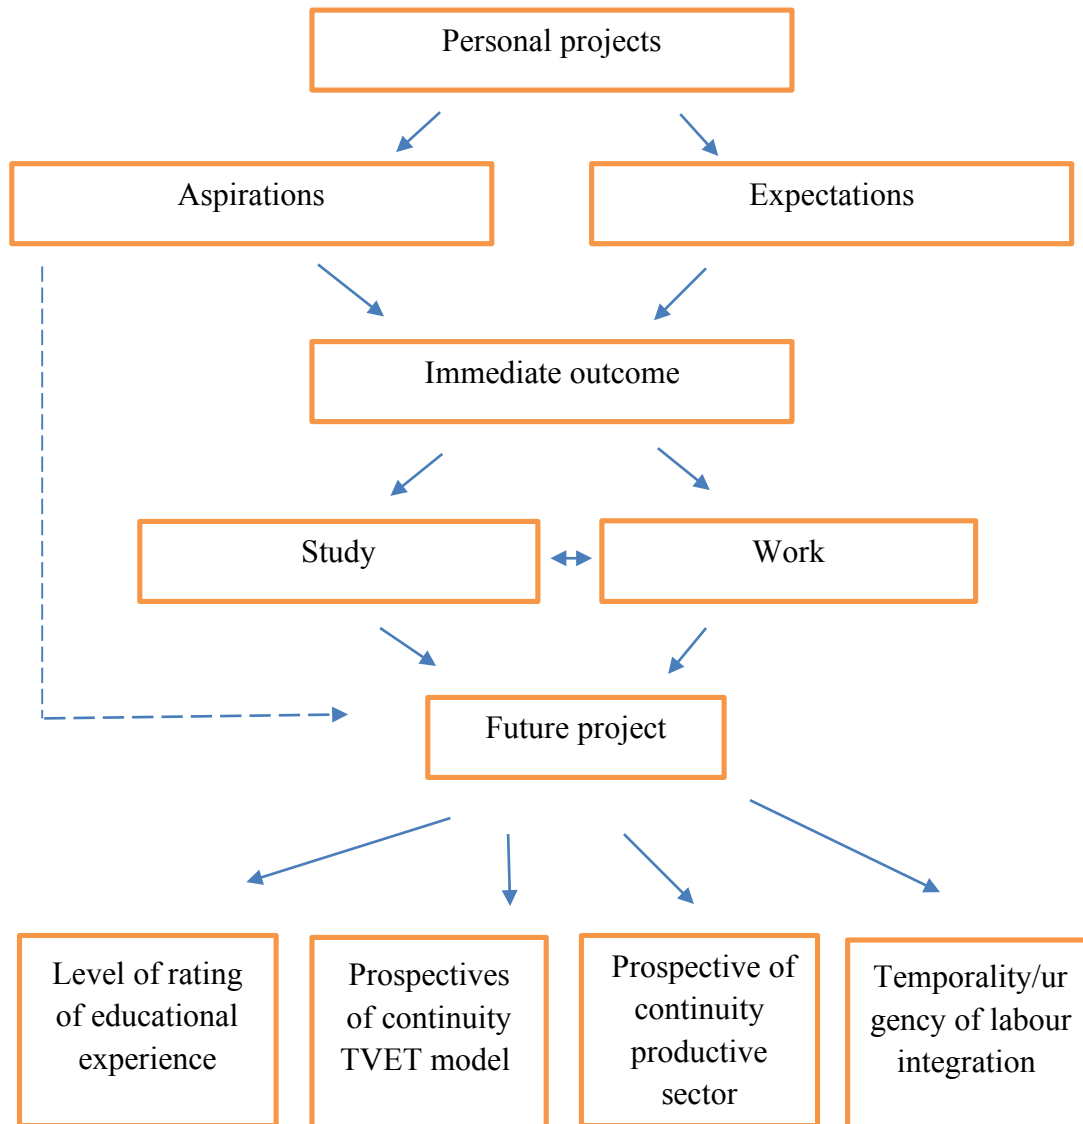 Personal projects
Aspirations
Expectations
Immediate outcome
Study
Work
Future project
Level of rating
of educational
experience
Prospectives
of continuity
TVET model
Prospective of
continuity
productive
sector
Temporality/ur
gency of labour
integration